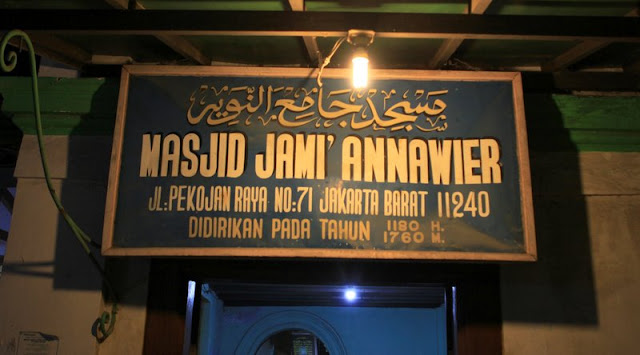 مسجد جامع النوير
MASJID JAMI' ANNAWIER
JL: PEKOJAN RAYA NO: 71 JAKARTA BARAT 11240
DIDIRIKAN PADA TAHUN 1180 H.
1760 M.